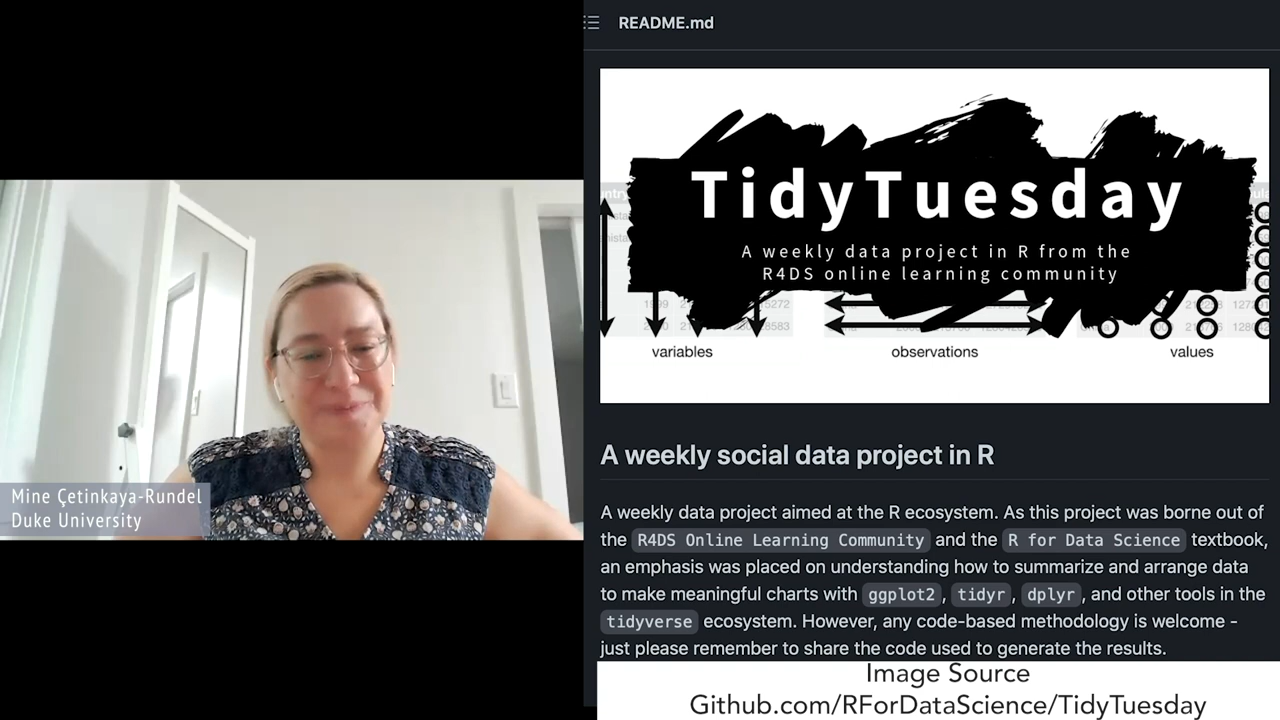 Mine Çetinkaya-Rundel
Duke University
README.md
TidyTuesday
A weekly data project in R from the
R4DS online learning community
variables
observations
values
A weekly social data project in R
A weekly data project aimed at the R ecosystem. As this project was borne out of
the R4DS Online Learning Community and the R for Data Science textbook,
an emphasis was placed on understanding how to summarize and arrange data
to make meaningful charts with ggplot2, tidyr, dplyr, and other tools in the
tidyverse ecosystem. However, any code-based methodology is welcome -
just please remember to share the code used to generate the results.
Image Source
Github.com/RForDataScience/TidyTuesday